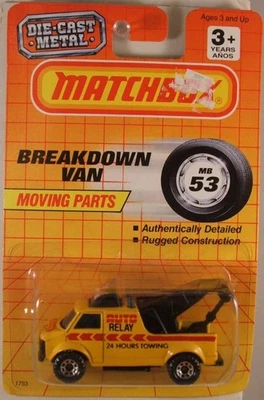 DIE-CAST
METAL
Ages 3 and Up
3+
YEARS
AÑOS
MATCHBOX
BREAKDOWN
VAN
MB
53
MOVING PARTS
■ Authentically Detailed
■ Rugged Construction
AUTO
RELAY
24 HOURS TOWING